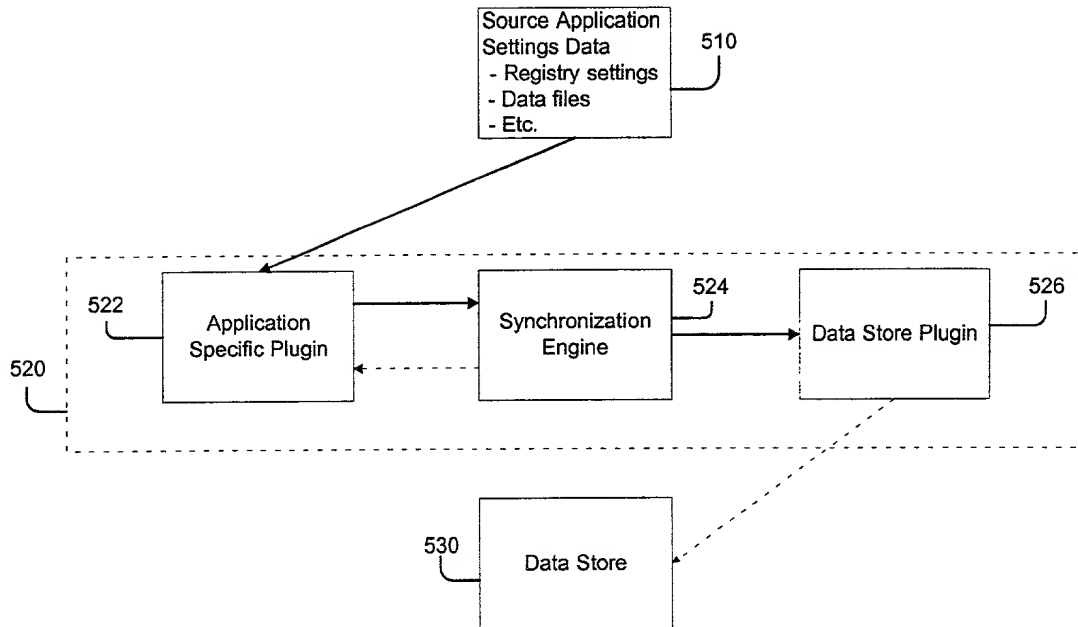 Source Application
Settings Data
- Registry settings
- Data files
- Etc.
510
522
Application
Specific Plugin
Synchronization
Engine
524
Data Store Plugin
526
520
530
Data Store